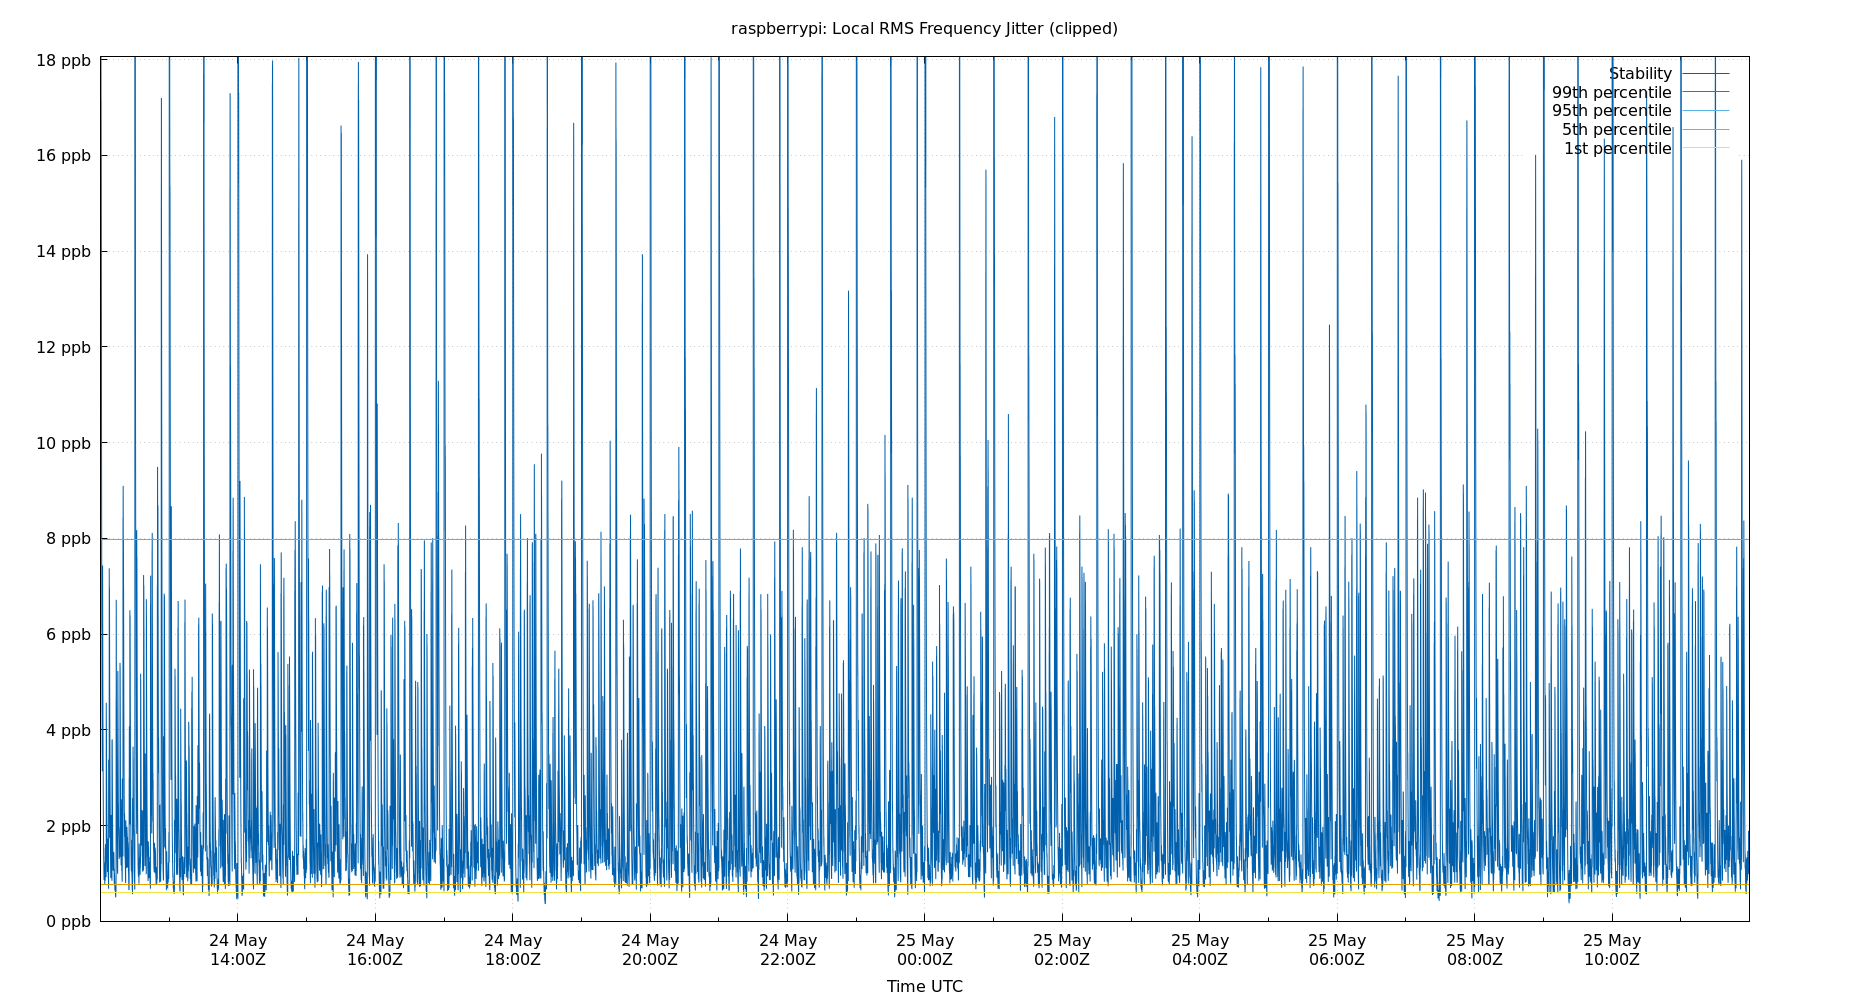 raspberrypi: Local RMS Frequency Jitter (clipped)
18 ppb
16 ppb
14 ppb
12 ppb
10 ppb
8 ppb
6 ppb
4 ppb
2 ppb
0 ppb
Stability
99th percentile
95th percentile
5th percentile
1st percentile
24 May
14:00Z
24 May
16:00Z
24 May
18:00Z
24 May
20:00Z
24 May
22:00Z
25 May
00:00Z
25 May
02:00Z
25 May
04:00Z
25 May
06:00Z
25 May
08:00Z
25 May
10:00Z
Time UTC